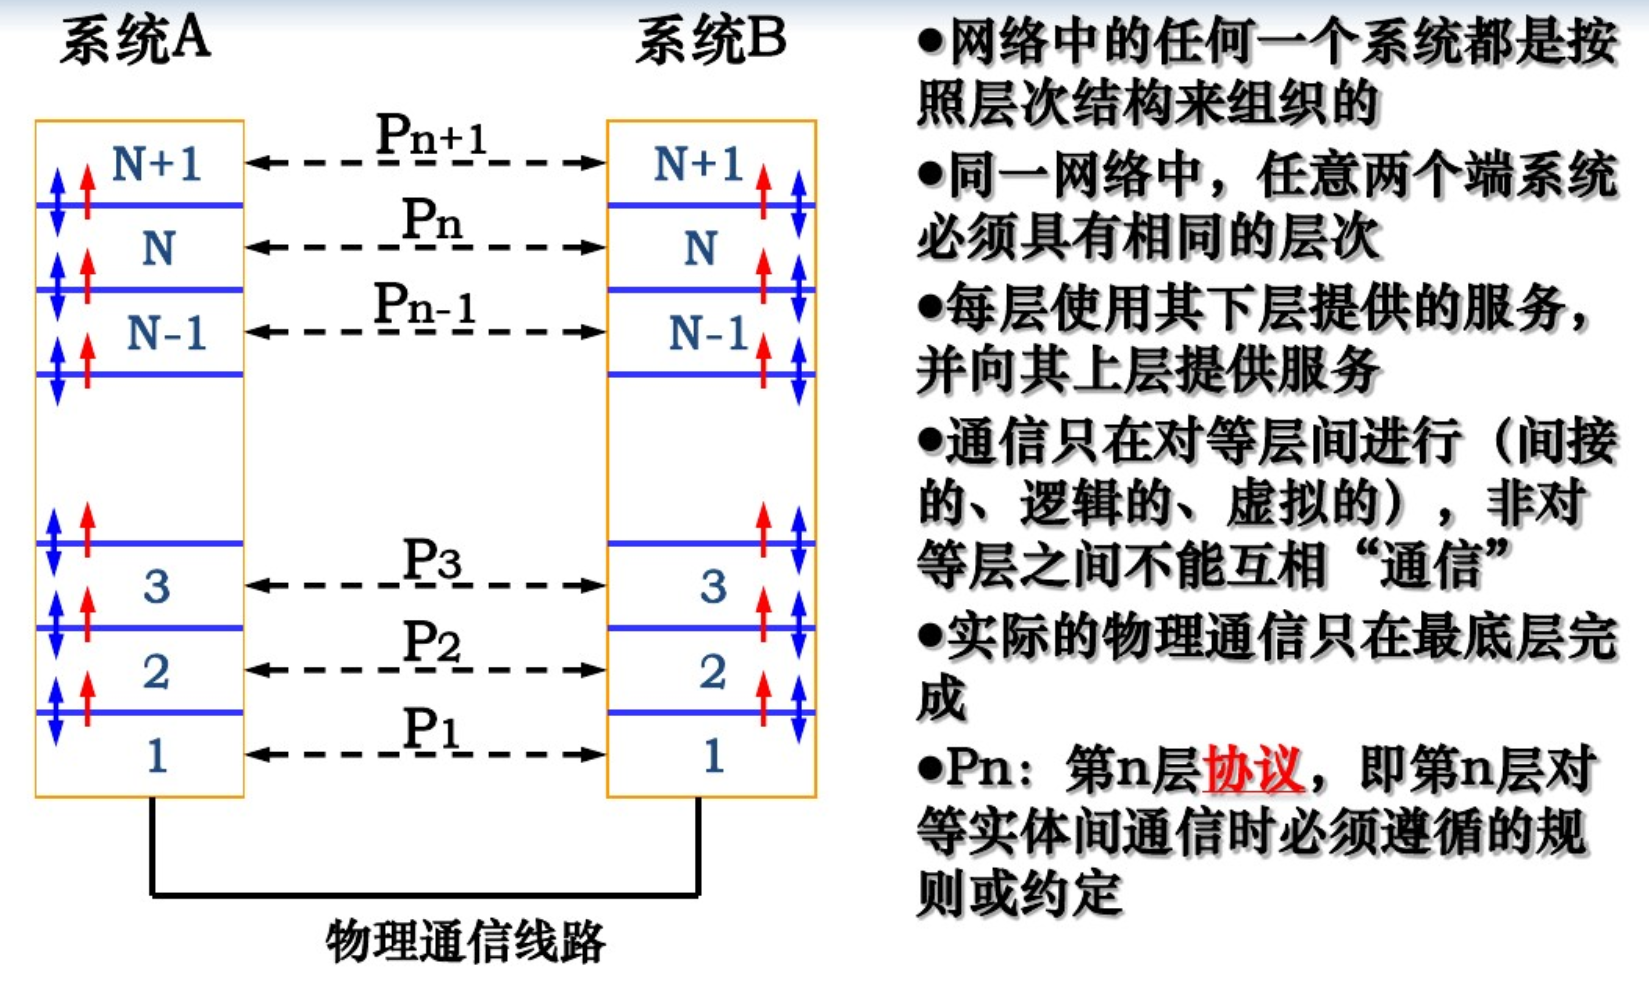 系统A
系统B
N+1
Pn+1
N+1
N
Pn
N
N-1
Pn-1
N-1
3
P3
3
2
P2
2
1
P1
1
物理通信线路
●网络中的任何一个系统都是按
照层次结构来组织的
●同一网络中，任意两个端系统
必须具有相同的层次
●每层使用其下层提供的服务，
并向其上层提供服务
●通信只在对等层间进行（间接
的、逻辑的、虚拟的），非对
等层之间不能互相“通信”
●实际的物理通信只在最底层完
成
●Pn：第n层协议，即第n层对
等实体间通信时必须遵循的规
则或约定